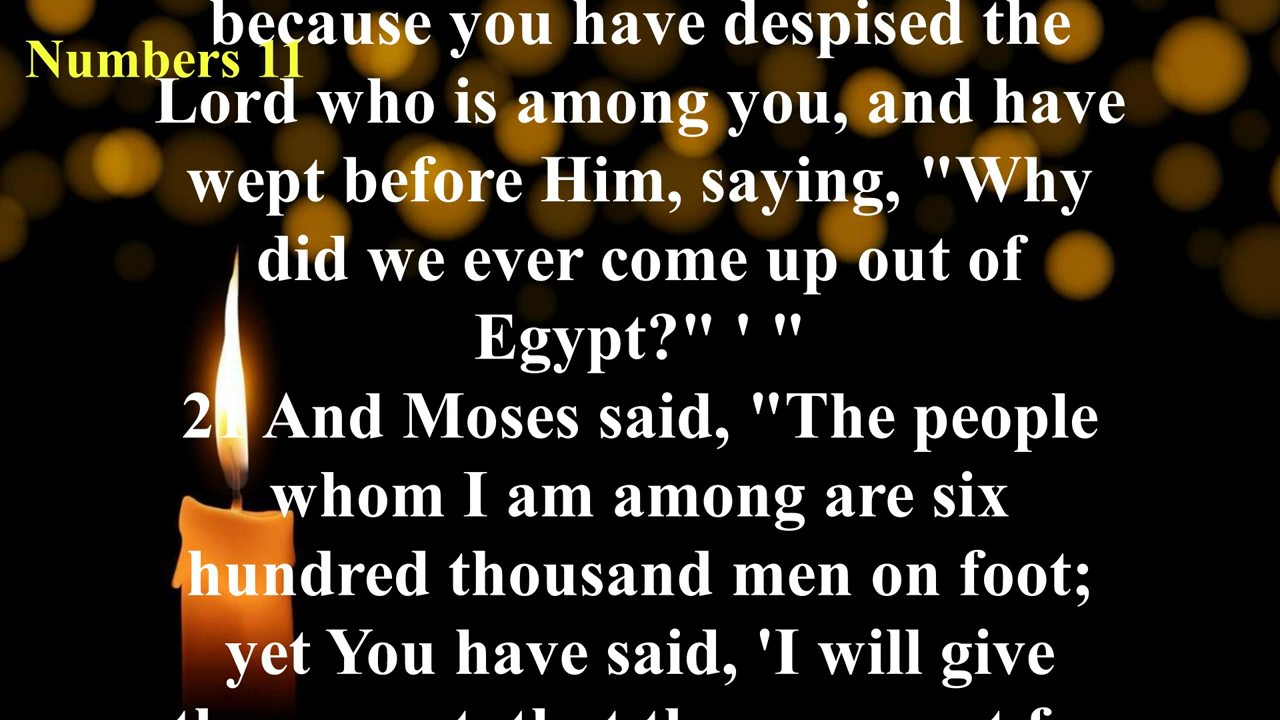 because you have despised the
Numbers 11
Lord who is among you, and have
wept before Him, saying, "Why
did we ever come up out of
Egypt?" ' "
21 And Moses said, "The people
whom I am among are six
hundred thousand men on foot;
yet You have said, 'I will give